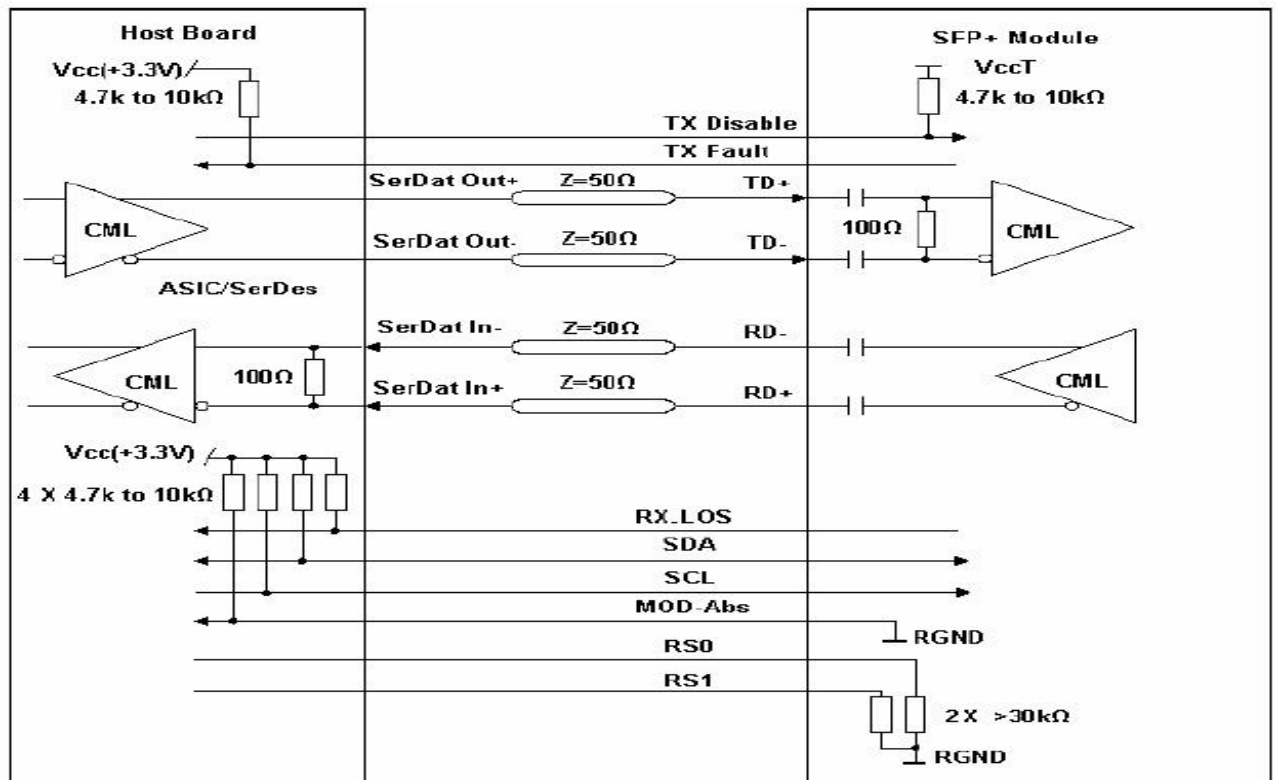 Host Board
SFP+ Module
Vcc(+3.3V)
4.7k to 10kΩ
VccT
4.7k to 10kΩ
TX Disable
TX Fault
SerDat Out+
Z=50Ω
TD+
CML
100Ω
CML
SerDat Out-
Z=50Ω
TD-
ASIC/SerDes
SerDat In-
Z=50Ω
RD-
CML
100Ω
SerDat In+
Z=50Ω
RD+
CML
Vcc(+3.3V)
4 X 4.7k to 10kΩ
RX_LOS
SDA
SCL
MOD-Abs
RGND
RS0
RS1
2X >30kΩ
RGND